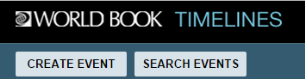 WORLD BOOK TIMELINES
CREATE EVENT SEARCH EVENTS